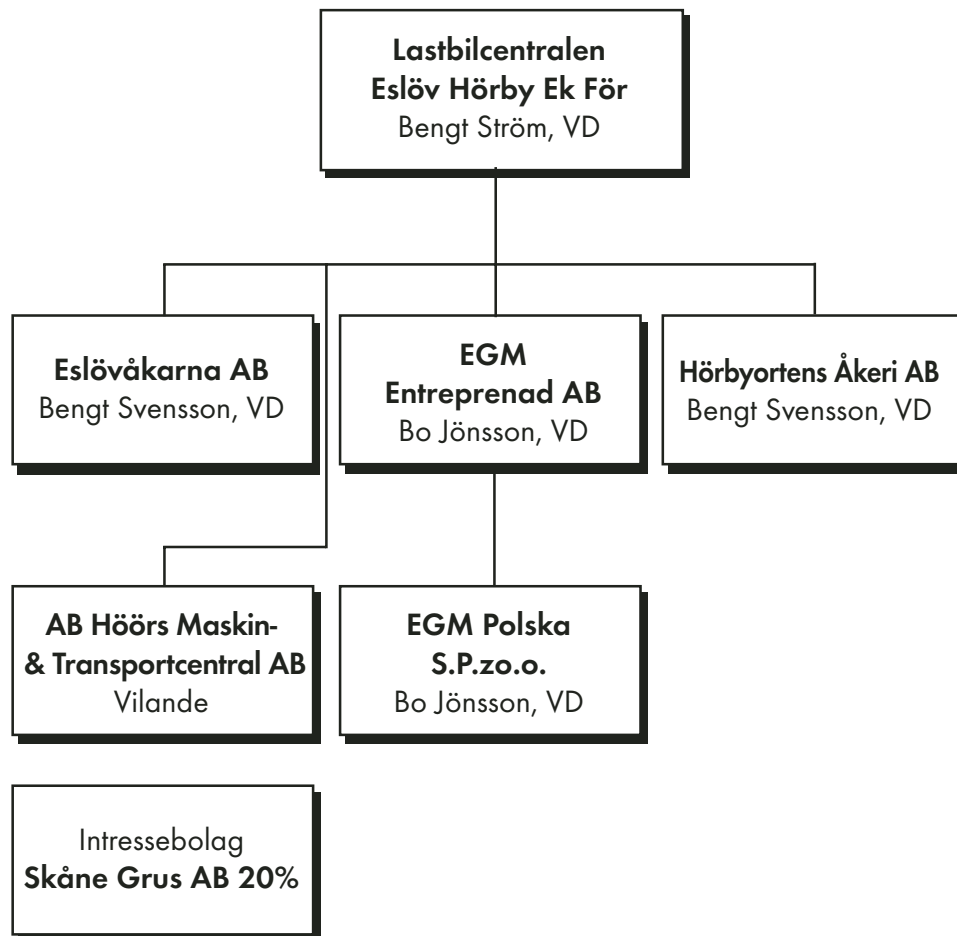 Lastbilcentralen
Eslöv Hörby Ek För
Bengt Ström, VD
Eslövåkarna AB
Bengt Svensson, VD
EGM
Entreprenad AB
Bo Jönsson, VD
Hörbyortens Åkeri AB
Bengt Svensson, VD
AB Höörs Maskin-
& Transportcentral AB
Vilande
EGM Polska
S.P.zo.o.
Bo Jönsson, VD
Intressebolag
Skåne Grus AB 20%